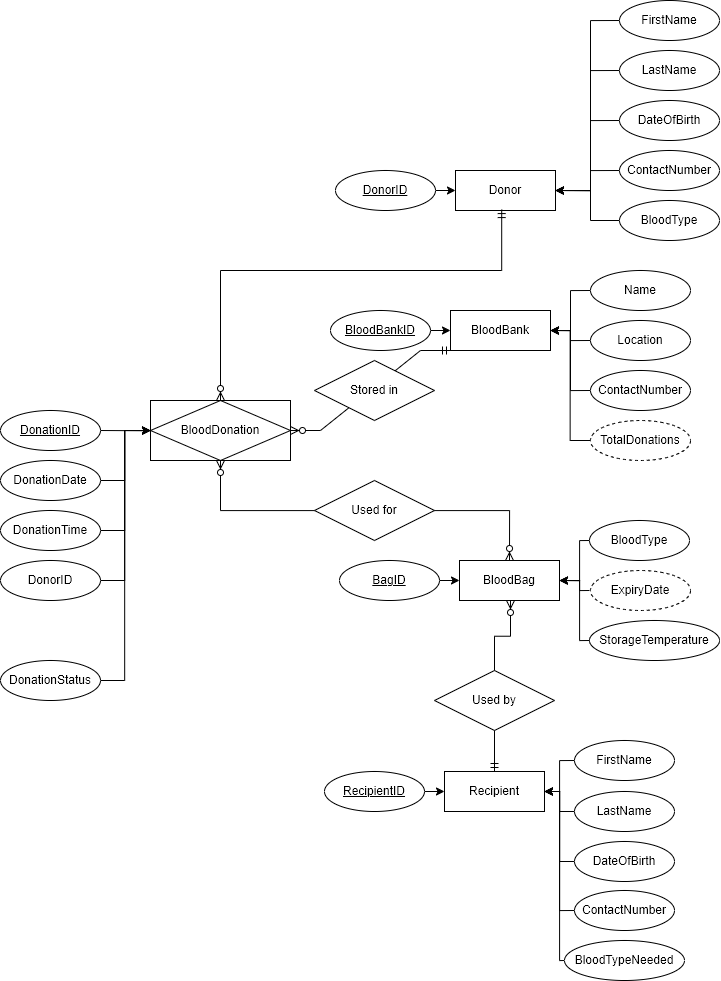 FirstName
LastName
DateOfBirth
ContactNumber
DonorID
Donor
BloodType
Name
BloodBankID
BloodBank
Location
Stored in
ContactNumber
DonationID
BloodDonation
TotalDonations
DonationDate
Used for
DonationTime
BloodType
DonorID
BagID
BloodBag
ExpiryDate
StorageTemperature
DonationStatus
Used by
FirstName
RecipientID
Recipient
LastName
DateOfBirth
ContactNumber
BloodTypeNeeded